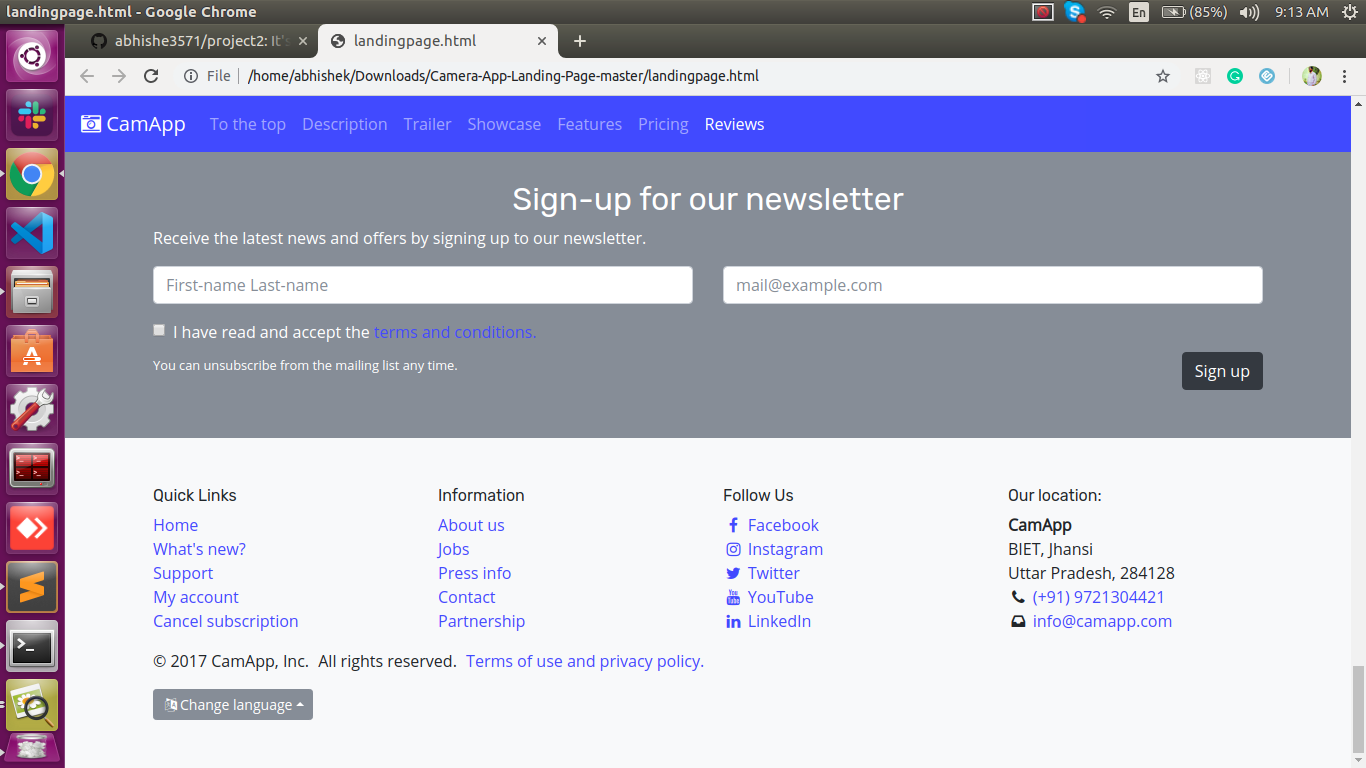 landingpage.html - Google Chrome
En (85%) 9:13 AM
abhishe3571/project2: It's
landingpage.html
File /home/abhishek/Downloads/Camera-App-Landing-Page-master/landingpage.html
CamApp To the top Description Trailer Showcase Features Pricing Reviews
Sign-up for our newsletter
Receive the latest news and offers by signing up to our newsletter.
First-name Last-name
mail@example.com
I have read and accept the terms and conditions.
You can unsubscribe from the mailing list any time.
Sign up
Quick Links
Home
What's new?
Support
My account
Cancel subscription
Information
About us
Jobs
Press info
Contact
Partnership
Follow Us
Facebook
Instagram
Twitter
YouTube
LinkedIn
Our location:
CamApp
BIET, Jhansi
Uttar Pradesh, 284128
(+91) 9721304421
info@camapp.com
© 2017 CamApp, Inc. All rights reserved. Terms of use and privacy policy.
Change language